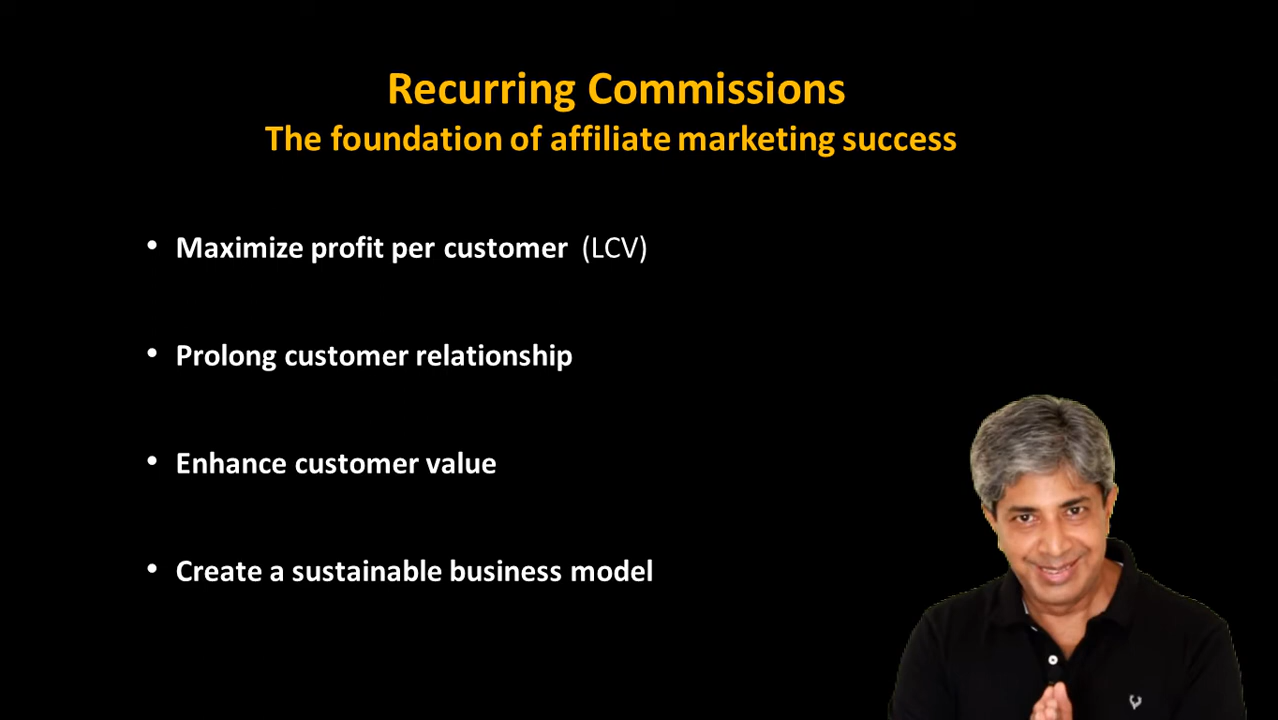 Recurring Commissions
The foundation of affiliate marketing success
• Maximize profit per customer (LCV)
• Prolong customer relationship
• Enhance customer value
• Create a sustainable business model